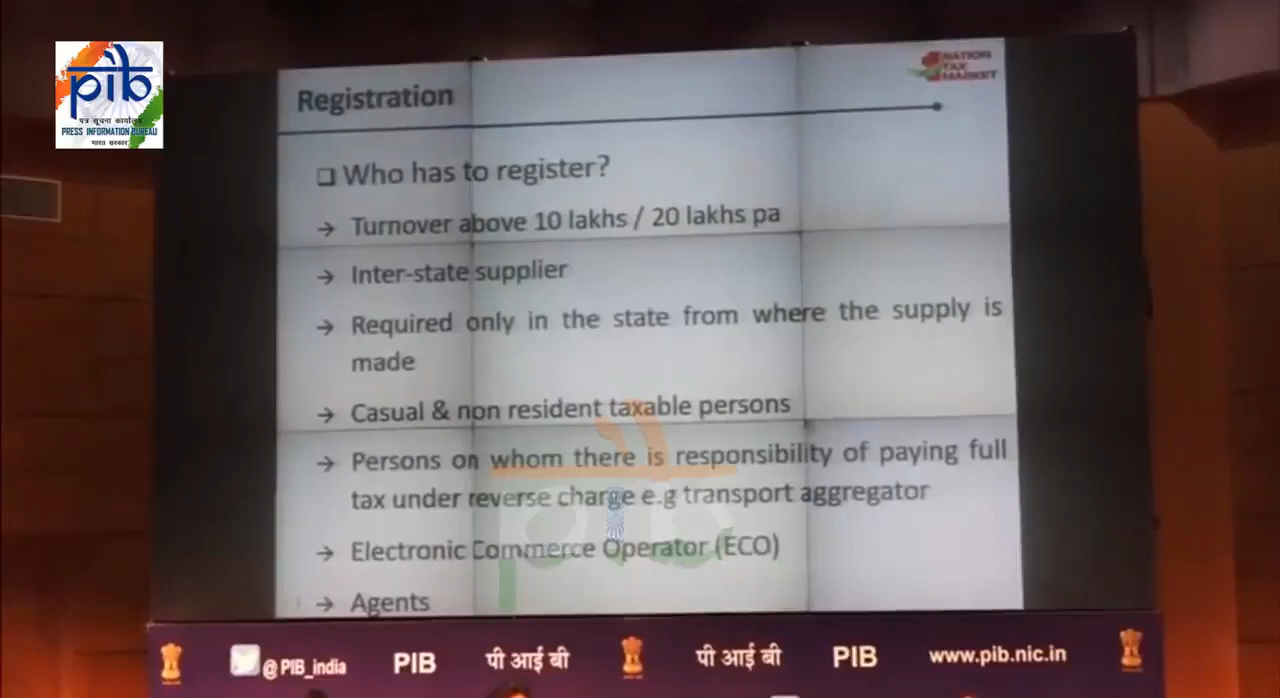 पत्र सूचना कार्यालय
PRESS INFORMATION BUREAU
भारत सरकार
NATION
TAX
MARKET
Registration
❑ Who has to register?
→ Turnover above 10 lakhs / 20 lakhs pa
→ Inter-state supplier
→ Required only in the state from where the supply is
made
→ Casual & non resident taxable persons
→ Persons on whom there is responsibility of paying full
tax under reverse charge e.g transport aggregator
→ Electronic Commerce Operator (ECO)
→ Agents
pib
@PIB_india PIB पी आई बी पी आई बी PIB www.pib.nic.in